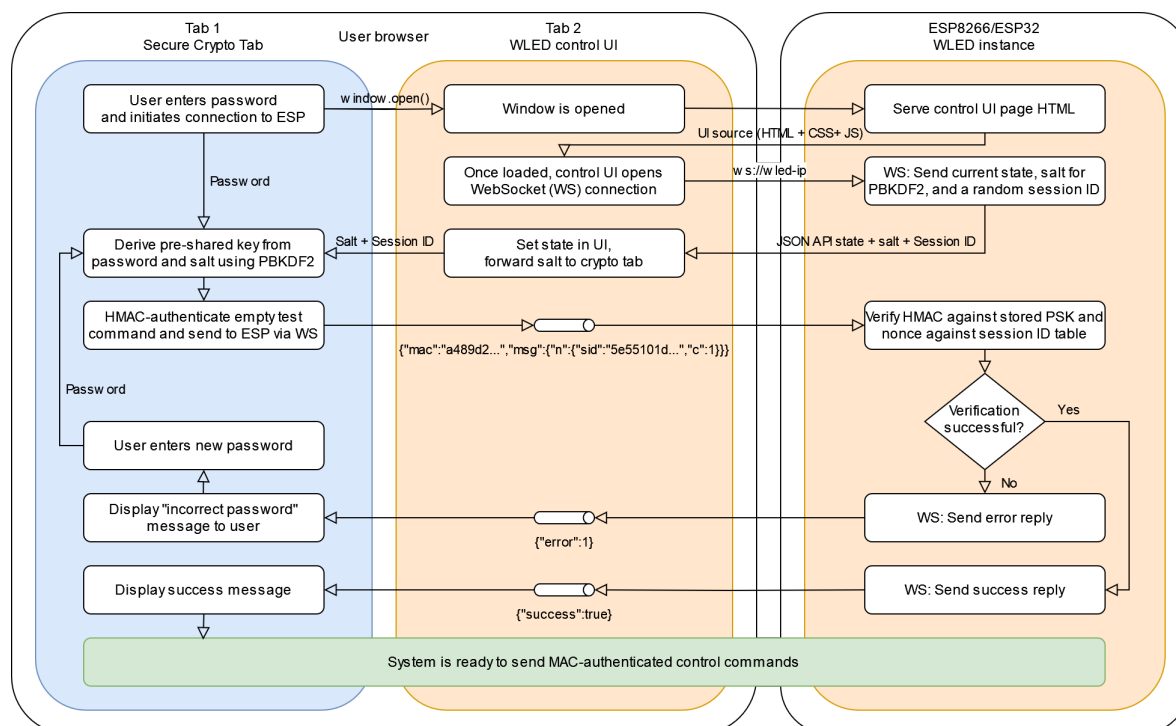 Tab 1
Secure Crypto Tab
User browser
Tab 2
WLED control UI
ESP8266/ESP32
WLED instance
User enters password
and initiates connection to ESP
window.open()
Window is opened
Serve control UI page HTML
UI source (HTML + CSS+ JS)
Password
Once loaded, control UI opens
WebSocket (WS) connection
ws://wled-ip
WS: Send current state, salt for
PBKDF2, and a random session ID
Derive pre-shared key from
password and salt using PBKDF2
Salt + Session ID
Set state in UI,
forward salt to crypto tab
JSON API state + salt + Session ID
HMAC-authenticate empty test
command and send to ESP via WS
{"mac":"a489d2...","msg":{"n":{"sid":"5e55101d...","c":1}}}
Verify HMAC against stored PSK and
nonce against session ID table
Password
Verification
successful?
Yes
No
User enters new password
Display "incorrect password"
message to user
{"error":1}
WS: Send error reply
Display success message
{"success":true}
WS: Send success reply
System is ready to send MAC-authenticated control commands